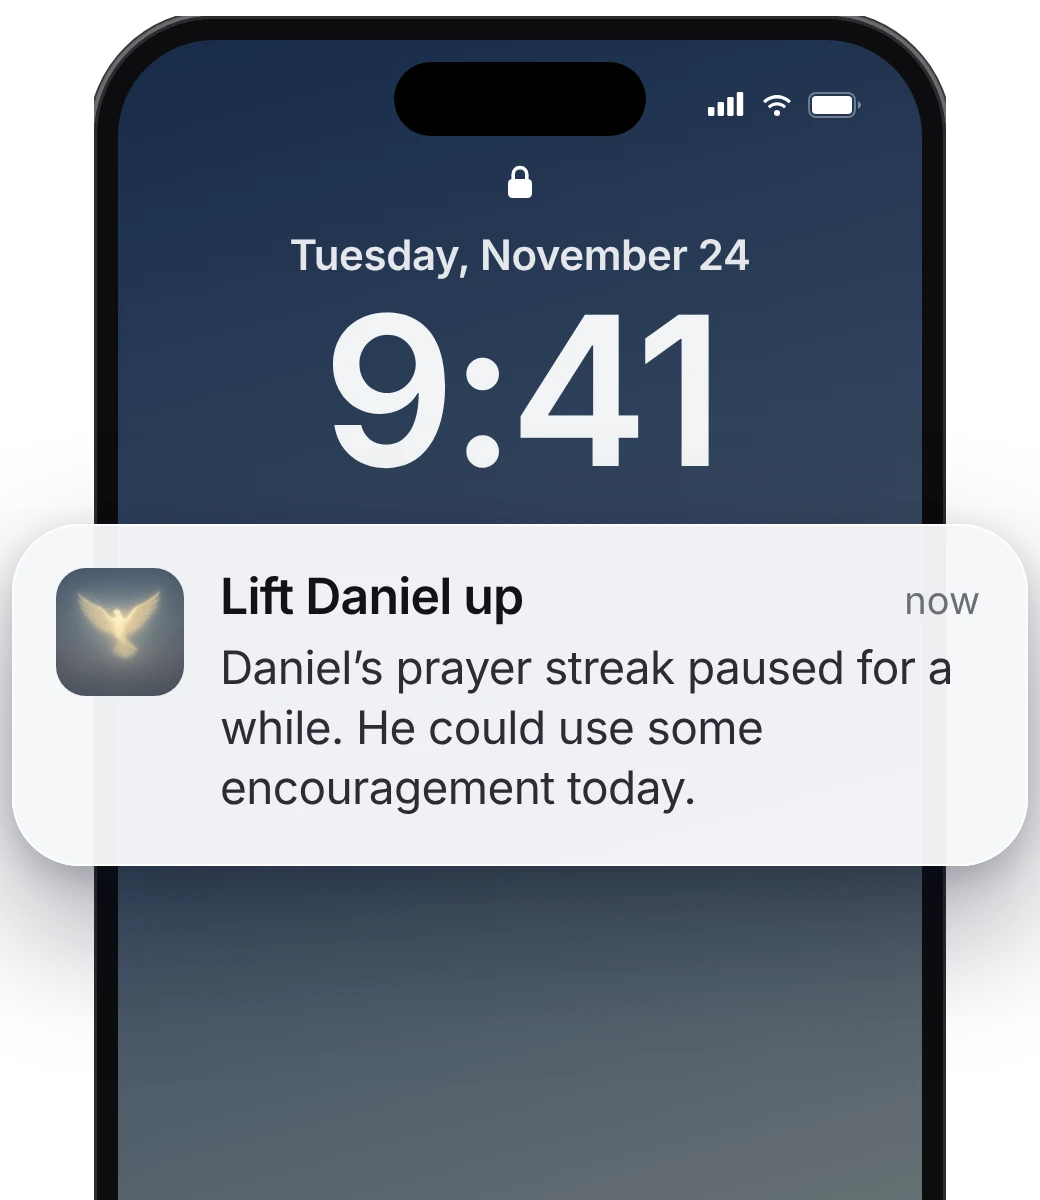 Tuesday, November 24
9:41
Lift Daniel up
now
Daniel’s prayer streak paused for a
while. He could use some
encouragement today.